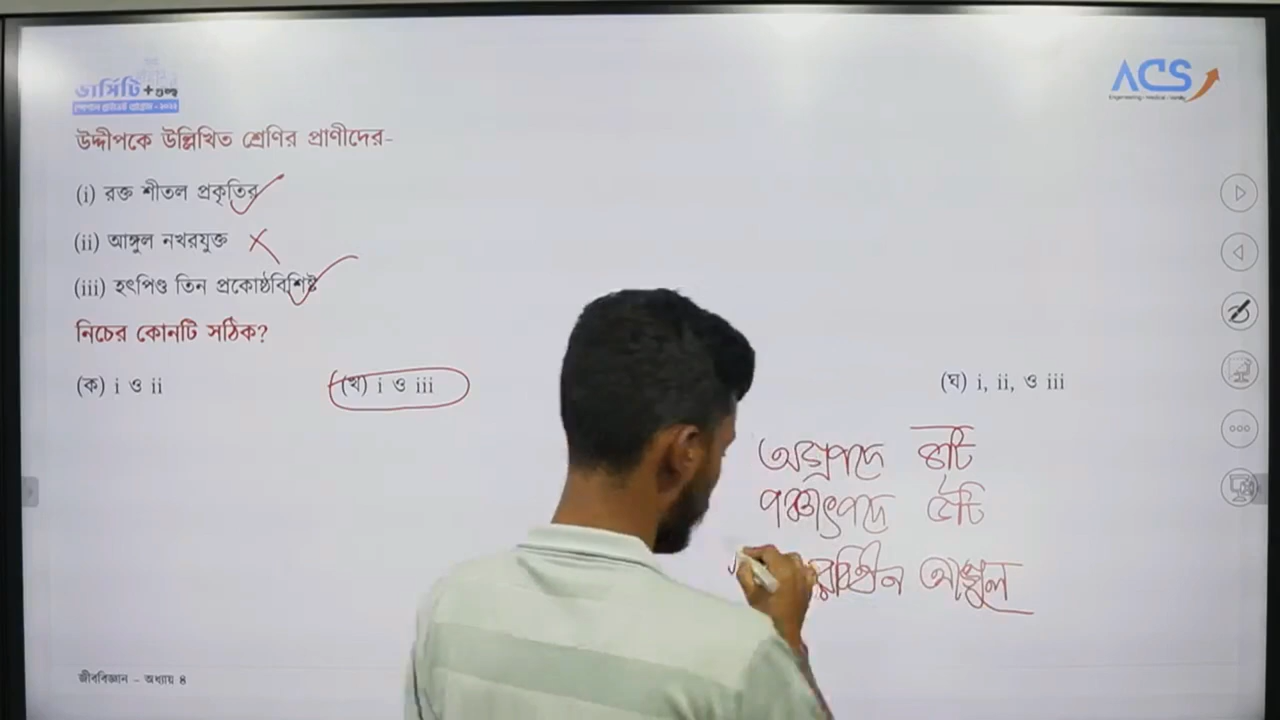 ভার্সিটি + গুচ্ছ
ACS
উদ্দীপকে উল্লিখিত শ্রেণির প্রাণীদের-
(i) রক্ত শীতল প্রকৃতির
(ii) আঙ্গুল নখরযুক্ত
(iii) হৃৎপিণ্ড তিন প্রকোষ্ঠবিশিষ্ট
নিচের কোনটি সঠিক?
(ক) i ও ii
(খ) i ও iii
(ঘ) i, ii, ও iii
অগ্রপদে ৪টি
পশ্চাৎপদে ৫টি
আঙ্গুল
জীববিজ্ঞান - অধ্যায় ৪